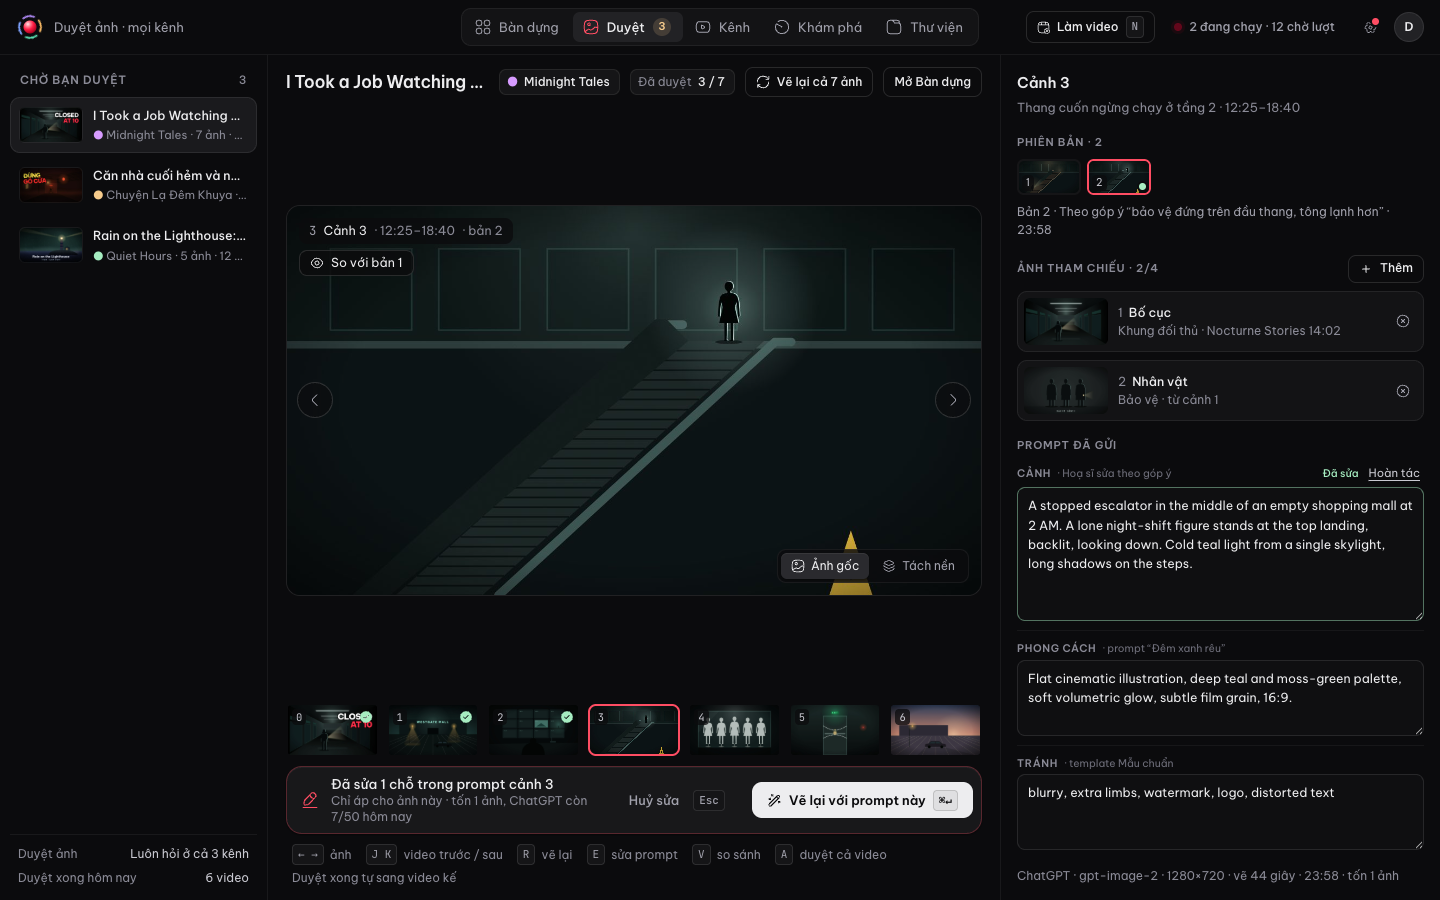 Duyệt ảnh · mọi kênh
Bàn dựng
Duyệt 3
Kênh
Khám phá
Thư viện
Làm video N
2 đang chạy · 12 chờ lượt
D
CHỜ BẠN DUYỆT 3
CLOSED
AT 10
I Took a Job Watching ...
Midnight Tales · 7 ảnh · ...
ĐỪNG
GÕ CỬA
Căn nhà cuối hẻm và n...
Chuyện Lạ Đêm Khuya ·...
Rain on the Lighthouse:...
Quiet Hours · 5 ảnh · 12 ...
Duyệt ảnh Luôn hỏi ở cả 3 kênh
Duyệt xong hôm nay 6 video
I Took a Job Watching ...
Midnight Tales
Đã duyệt 3 / 7
Vẽ lại cả 7 ảnh
Mở Bàn dựng
3 Cảnh 3 · 12:25–18:40 · bản 2
So với bản 1
Ảnh gốc
Tách nền
0
CLOSED
AT 10
1
WESTGATE MALL
2
3
4
5
6
Đã sửa 1 chỗ trong prompt cảnh 3
Chỉ áp cho ảnh này · tốn 1 ảnh, ChatGPT còn
7/50 hôm nay
Huỷ sửa Esc
Vẽ lại với prompt này ⌘↵
← → ảnh
J K video trước / sau
R vẽ lại
E sửa prompt
V so sánh
A duyệt cả video
Duyệt xong tự sang video kế
Cảnh 3
Thang cuốn ngừng chạy ở tầng 2 · 12:25–18:40
PHIÊN BẢN · 2
1
2
Bản 2 · Theo góp ý “bảo vệ đứng trên đầu thang, tông lạnh hơn” ·
23:58
ẢNH THAM CHIẾU · 2/4
+ Thêm
1 Bố cục
Khung đối thủ · Nocturne Stories 14:02
2 Nhân vật
Bảo vệ · từ cảnh 1
PROMPT ĐÃ GỬI
CẢNH · Hoạ sĩ sửa theo góp ý
Đã sửa Hoàn tác
A stopped escalator in the middle of an empty shopping mall at
2 AM. A lone night-shift figure stands at the top landing,
backlit, looking down. Cold teal light from a single skylight,
long shadows on the steps.
PHONG CÁCH · prompt “Đêm xanh rêu”
Flat cinematic illustration, deep teal and moss-green palette,
soft volumetric glow, subtle film grain, 16:9.
TRÁNH · template Mẫu chuẩn
blurry, extra limbs, watermark, logo, distorted text
ChatGPT · gpt-image-2 · 1280×720 · vẽ 44 giây · 23:58 · tốn 1 ảnh